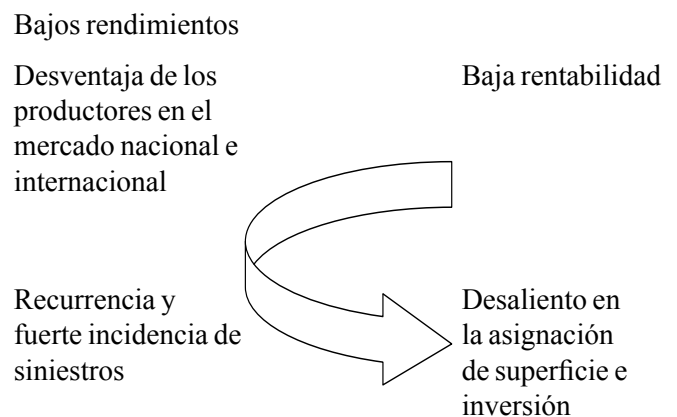 Bajos rendimientos
Desventaja de los
productores en el
mercado nacional e
internacional
Baja rentabilidad
Recurrencia y
fuerte incidencia de
siniestros
Desaliento en
la asignación
de superficie e
inversión